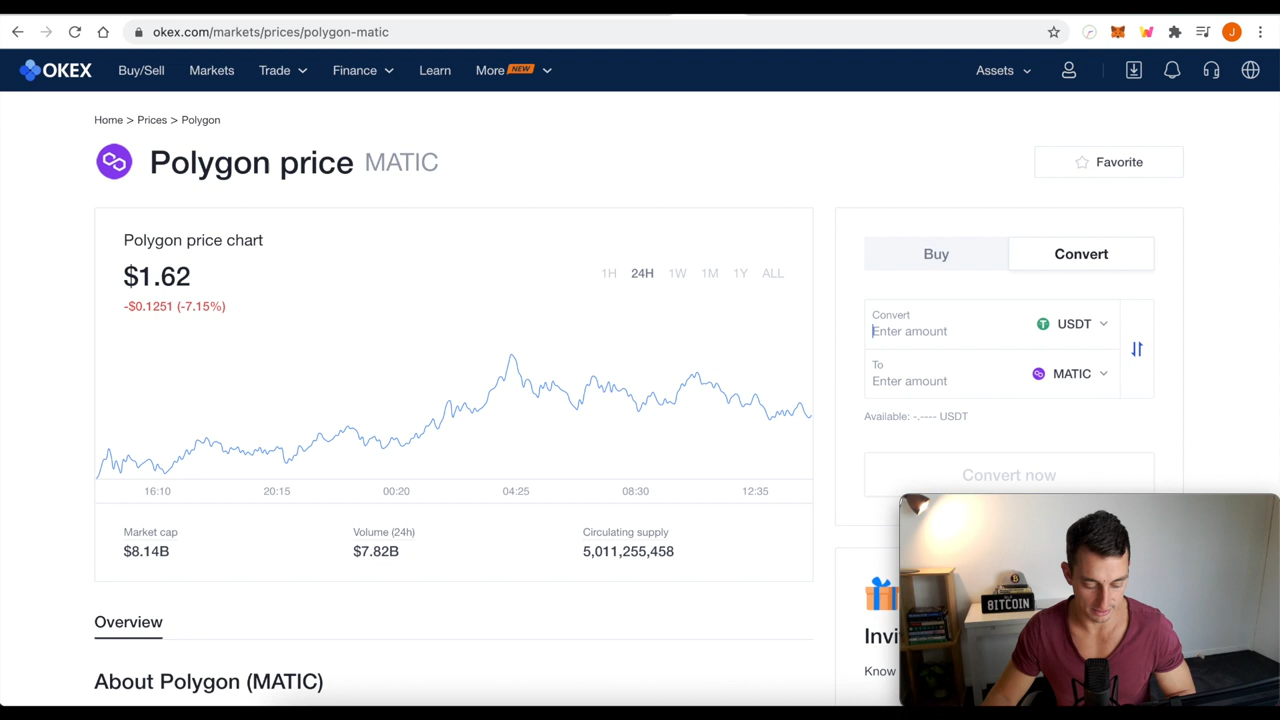 okex.com/markets/prices/polygon-matic
J
OKEX Buy/Sell Markets Trade Finance Learn More NEW Assets
Home > Prices > Polygon
Polygon price MATIC
Favorite
Polygon price chart
$1.62
-$0.1251 (-7.15%)
1H 24H 1W 1M 1Y ALL
16:10 20:15 00:20 04:25 08:30 12:35
Market cap Volume (24h) Circulating supply
$8.14B $7.82B 5,011,255,458
Overview
About Polygon (MATIC)
Buy Convert
Convert
Enter amount USDT
To
Enter amount MATIC
Available: -.---- USDT
Convert now
Invi
Know
BITCOIN